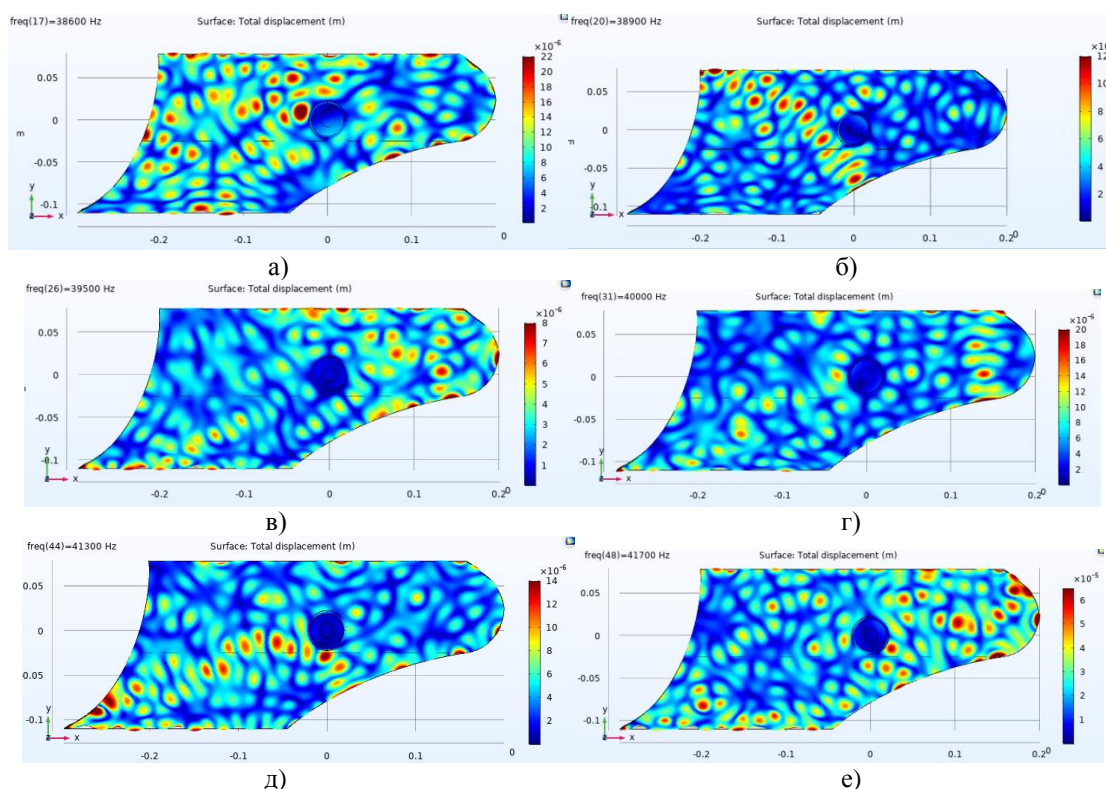 freq(17)=38600 Hz Surface: Total displacement (m)
×10⁻⁶
22
20
18
16
14
12
10
8
6
4
2
0.05
0
-0.05
-0.1
m
y
z x
-0.2 -0.1 0 0.1 0
а)
freq(20)=38900 Hz Surface: Total displacement (m)
12
10
8
6
4
2
0.05
0
-0.05
0.1
y
z x
-0.2 -0.1 0 0.1 0.2 0
б)
freq(26)=39500 Hz Surface: Total displacement (m)
×10⁻⁶
8
7
6
5
4
3
2
1
0.05
0
-0.05
-0.1
y
z x
-0.2 -0.1 0 0.1 0.2 0
в)
freq(31)=40000 Hz Surface: Total displacement (m)
×10⁻⁶
20
18
16
14
12
10
8
6
4
2
0.05
0
-0.05
-0.1
y
z x
-0.2 -0.1 0 0.1 0.2 0
г)
freq(44)=41300 Hz Surface: Total displacement (m)
×10⁻⁶
14
12
10
8
6
4
2
0.05
0
0.05
-0.1
y
z x
-0.2 -0.1 0 0.1 0
д)
freq(48)=41700 Hz Surface: Total displacement (m)
×10⁻⁵
6
5
4
3
2
1
0.05
0
-0.05
-0.1
y
z x
-0.2 -0.1 0 0.1 0.2 0
е)